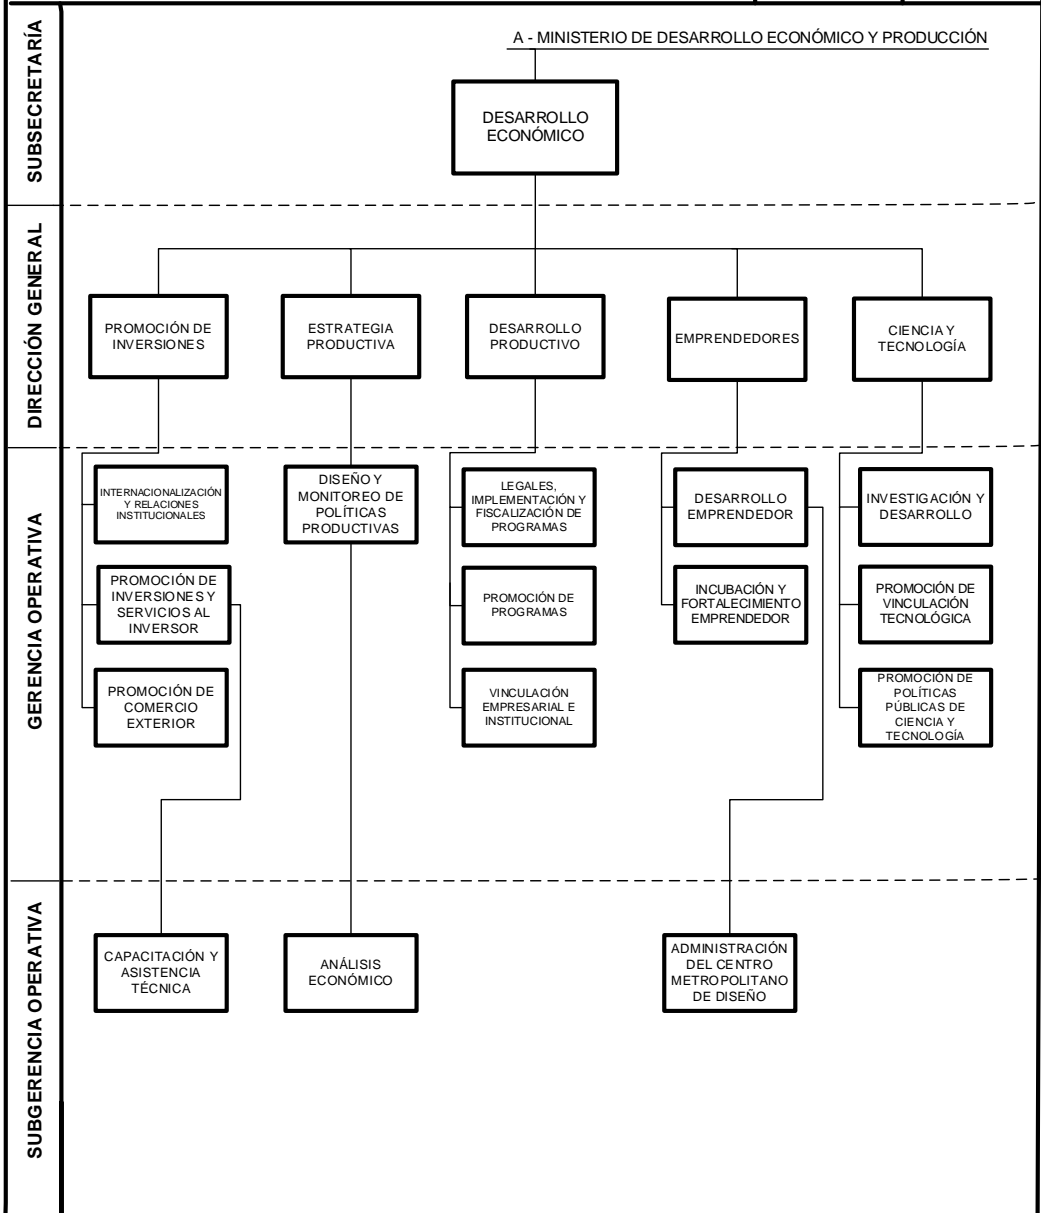 A - MINISTERIO DE DESARROLLO ECONÓMICO Y PRODUCCIÓN
SUBSECRETARÍA
DESARROLLO
ECONÓMICO
DIRECCIÓN GENERAL
PROMOCIÓN DE
INVERSIONES
ESTRATEGIA
PRODUCTIVA
DESARROLLO
PRODUCTIVO
EMPRENDEDORES
CIENCIA Y
TECNOLOGÍA
GERENCIA OPERATIVA
INTERNACIONALIZACIÓN
Y RELACIONES
INSTITUCIONALES
DISEÑO Y
MONITOREO DE
POLÍTICAS
PRODUCTIVAS
LEGALES,
IMPLEMENTACIÓN Y
FISCALIZACIÓN DE
PROGRAMAS
DESARROLLO
EMPRENDEDOR
INVESTIGACIÓN Y
DESARROLLO
PROMOCIÓN DE
INVERSIONES Y
SERVICIOS AL
INVERSOR
PROMOCIÓN DE
PROGRAMAS
INCUBACIÓN Y
FORTALECIMIENTO
EMPRENDEDOR
PROMOCIÓN DE
VINCULACIÓN
TECNOLÓGICA
PROMOCIÓN DE
COMERCIO
EXTERIOR
VINCULACIÓN
EMPRESARIAL E
INSTITUCIONAL
PROMOCIÓN DE
POLÍTICAS
PÚBLICAS DE
CIENCIA Y
TECNOLOGÍA
SUBGERENCIA OPERATIVA
CAPACITACIÓN Y
ASISTENCIA
TÉCNICA
ANÁLISIS
ECONÓMICO
ADMINISTRACIÓN
DEL CENTRO
METROPOLITANO
DE DISEÑO